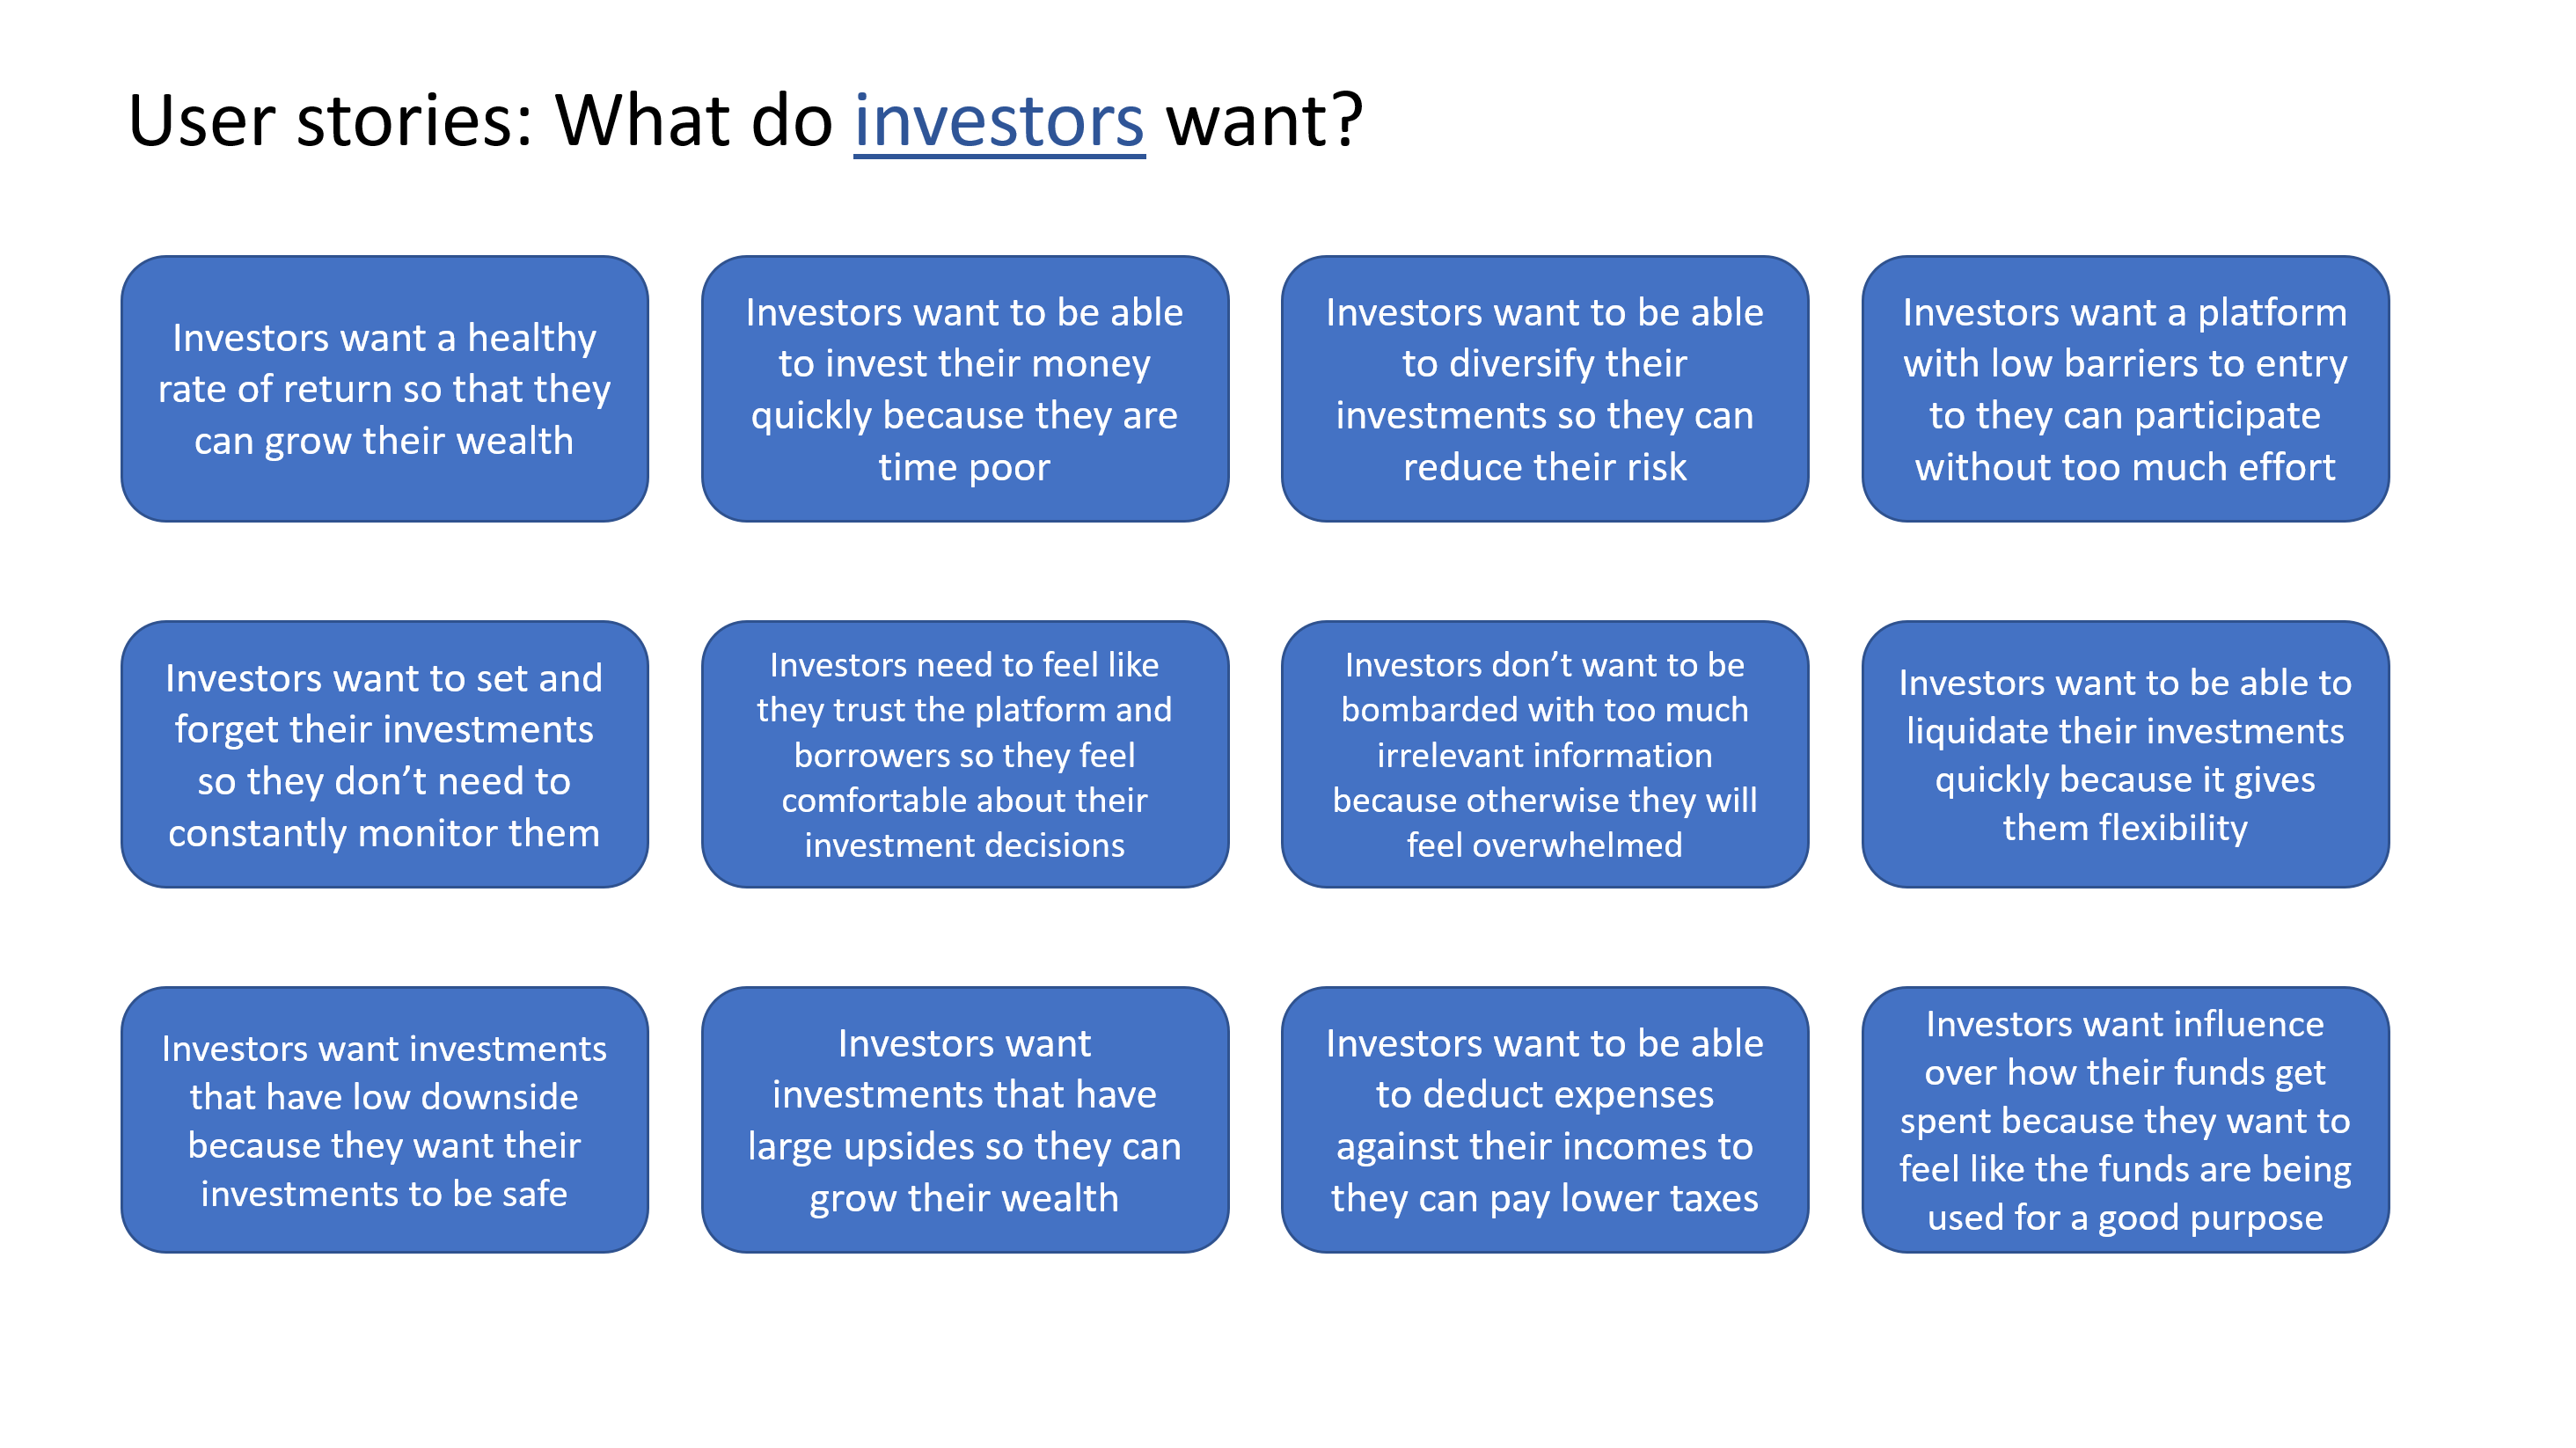 User stories: What do investors want?
Investors want a healthy
rate of return so that they
can grow their wealth
Investors want to be able
to invest their money
quickly because they are
time poor
Investors want to be able
to diversify their
investments so they can
reduce their risk
Investors want a platform
with low barriers to entry
to they can participate
without too much effort
Investors want to set and
forget their investments
so they don’t need to
constantly monitor them
Investors need to feel like
they trust the platform and
borrowers so they feel
comfortable about their
investment decisions
Investors don’t want to be
bombarded with too much
irrelevant information
because otherwise they will
feel overwhelmed
Investors want to be able to
liquidate their investments
quickly because it gives
them flexibility
Investors want investments
that have low downside
because they want their
investments to be safe
Investors want
investments that have
large upsides so they can
grow their wealth
Investors want to be able
to deduct expenses
against their incomes to
they can pay lower taxes
Investors want influence
over how their funds get
spent because they want to
feel like the funds are being
used for a good purpose